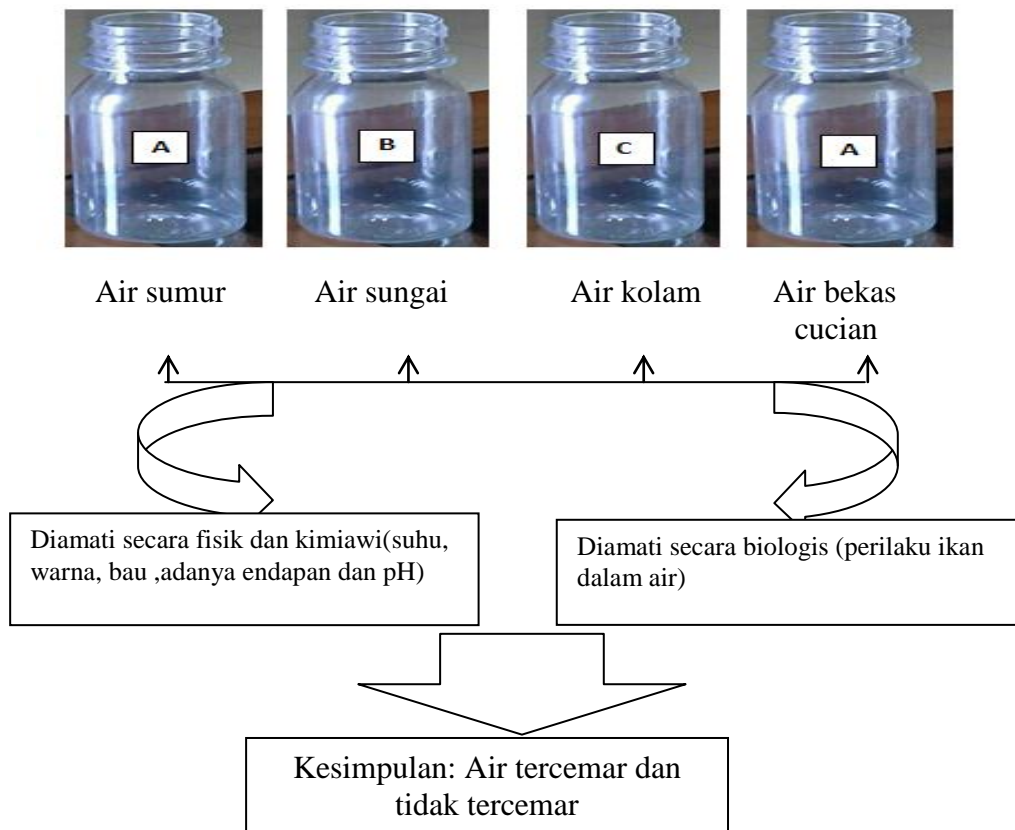 A
B
C
A
Air sumur
Air sungai
Air kolam
Air bekas
cucian
Diamati secara fisik dan kimiawi(suhu,
warna, bau ,adanya endapan dan pH)
Diamati secara biologis (perilaku ikan
dalam air)
Kesimpulan: Air tercemar dan
tidak tercemar